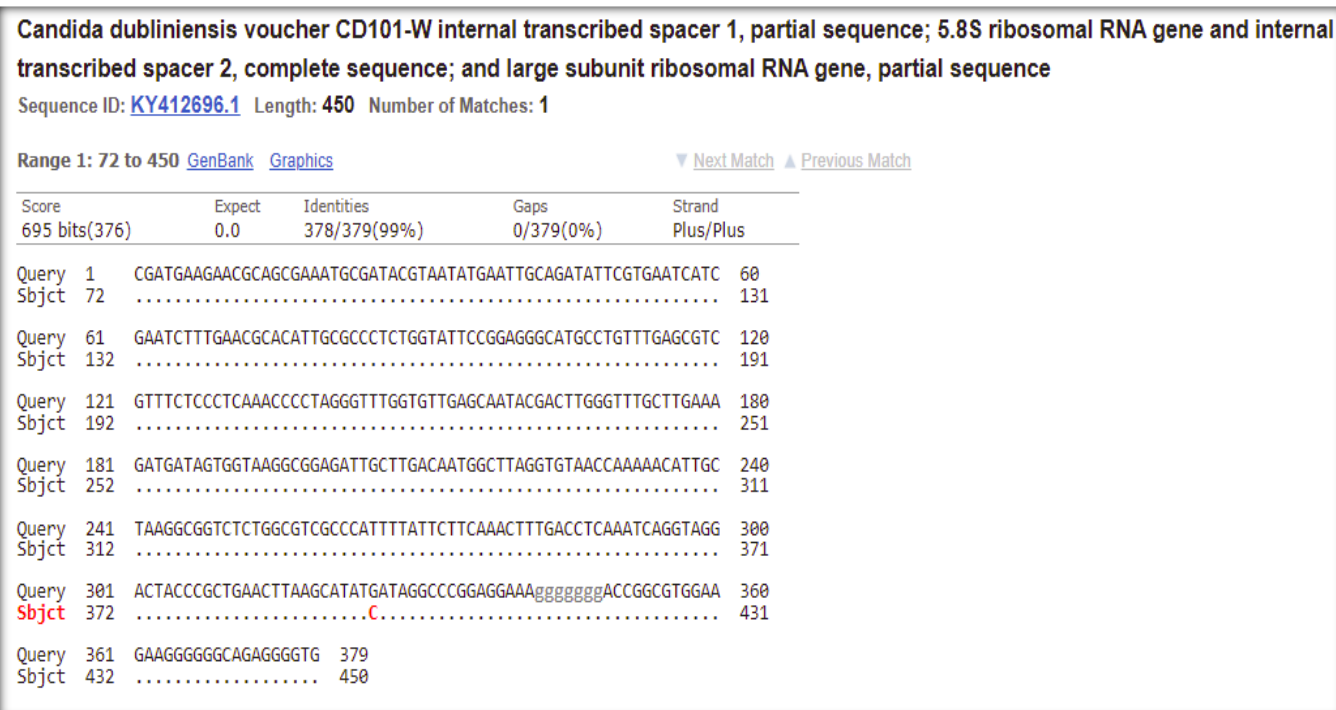 Candida dubliniensis voucher CD101-W internal transcribed spacer 1, partial sequence; 5.8S ribosomal RNA gene and internal
transcribed spacer 2, complete sequence; and large subunit ribosomal RNA gene, partial sequence
Sequence ID: KY412696.1 Length: 450 Number of Matches: 1
Range 1: 72 to 450 GenBank Graphics ▼ Next Match ▲ Previous Match
Score Expect Identities Gaps Strand
695 bits(376) 0.0 378/379(99%) 0/379(0%) Plus/Plus
Query 1 CGATGAAGAACGCAGCGAAATGCGATACGTAATATGAATTGCAGATATTCGTGAATCATC 60
Sbjct 72 ............................................................ 131
Query 61 GAATCTTTGAACGCACATTGCGCCCTCTGGTATTCCGGAGGGCATGCCTGTTTGAGCGTC 120
Sbjct 132 ............................................................ 191
Query 121 GTTTCTCCCTCAAACCCCTAGGGTTTGGTGTTGAGCAATACGACTTGGGTTTGCTTGAAA 180
Sbjct 192 ............................................................ 251
Query 181 GATGATAGTGGTAAGGCGGAGATTGCTTGACAATGGCTTAGGTGTAACCAAAAACATTGC 240
Sbjct 252 ............................................................ 311
Query 241 TAAGGCGGTCTCTGGCGTCGCCCATTTTATTCTTCAAACTTTGACCTCAAATCAGGTAGG 300
Sbjct 312 ............................................................ 371
Query 301 ACTACCCGCTGAACTTAAGCATATGATAGGCCCGGAGGAAAgggggggACCGGCGTGGAA 360
Sbjct 372 ........................C................................... 431
Query 361 GAAGGGGGGCAGAGGGGTG 379
Sbjct 432 ................... 450